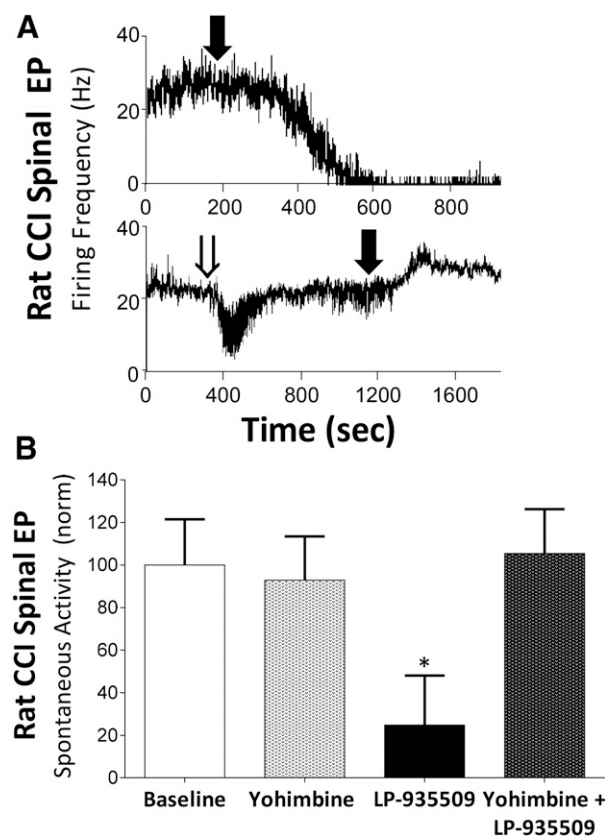 A
Rat CCI Spinal EP
Firing Frequency (Hz)
40
20
0
0 200 400 600 800
40
20
0
0 400 800 1200 1600
Time (sec)
B
Rat CCI Spinal EP
Spontaneous Activity (norm)
140
120
100
80
60
40
20
0
*
Baseline Yohimbine LP-935509 Yohimbine +
LP-935509